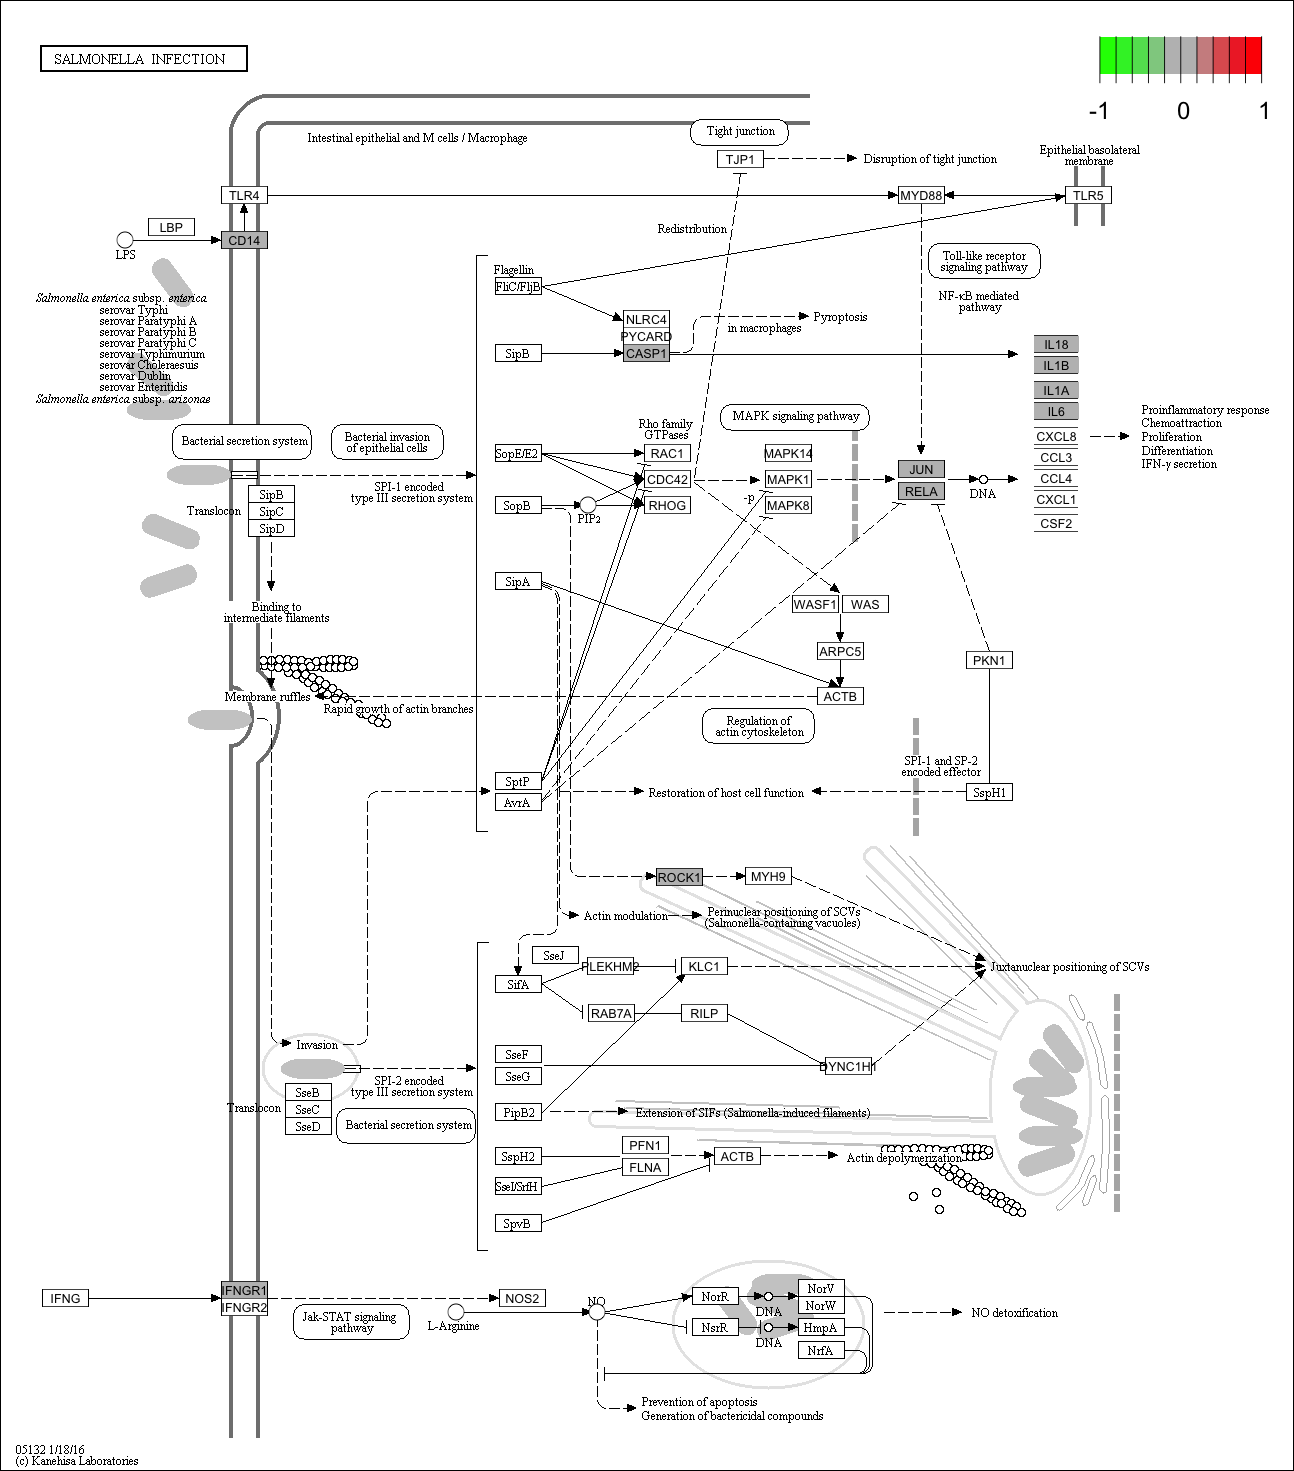 SALMONELLA INFECTION
-1
0
1
Intestinal epithelial and M cells / Macrophage
Tight junction
TJP1
Disruption of tight junction
Epithelial basolateral
membrane
TLR4
MYD88
TLR5
LBP
LPS
CD14
Redistribution
Toll-like receptor
signaling pathway
NF-κB mediated
pathway
Flagellin
FliC/FljB
Salmonella enterica subsp. enterica
serovar Typhi
serovar Paratyphi A
serovar Paratyphi B
serovar Paratyphi C
serovar Typhimurium
serovar Choleraesuis
serovar Dublin
serovar Enteritidis
Salmonella enterica subsp. arizonae
NLRC4
PYCARD
CASP1
in macrophages
Pyroptosis
SipB
IL18
IL1B
IL1A
IL6
CXCL8
CCL3
CCL4
CXCL1
CSF2
Proinflammatory response
Chemoattraction
Proliferation
Differentiation
IFN-γ secretion
MAPK signaling pathway
Bacterial secretion system
Bacterial invasion
of epithelial cells
Rho family
GTPases
SopE/E2
RAC1
CDC42
RHOG
MAPK14
MAPK1
MAPK8
-p
JUN
RELA
DNA
SPI-1 encoded
type III secretion system
Translocon
SipB
SipC
SipD
SopB
PIP2
SipA
WASF1
WAS
ARPC5
ACTB
PKN1
Binding to
intermediate filaments
Membrane ruffles
Rapid growth of actin branches
Regulation of
actin cytoskeleton
SPI-1 and SP-2
encoded effector
SptP
AvrA
Restoration of host cell function
SspH1
ROCK1
MYH9
Actin modulation
Perinuclear positioning of SCVs
(Salmonella-containing vacuoles)
SseJ
SifA
PLEKHM2
KLC1
Juxtanuclear positioning of SCVs
RAB7A
RILP
Invasion
SseF
SseG
DYNC1H1
SPI-2 encoded
type III secretion system
Translocon
SseB
SseC
SseD
Bacterial secretion system
PipB2
Extension of SIFs (Salmonella-induced filaments)
SspH2
PFN1
FLNA
ACTB
Actin depolymerization
SseI/SrfH
SpvB
IFNG
IFNGR1
IFNGR2
Jak-STAT signaling
pathway
NOS2
L-Arginine
NO
NorR
DNA
NorV
NorW
NsrR
DNA
HmpA
NrfA
NO detoxification
Prevention of apoptosis
Generation of bactericidal compounds
05132 1/18/16
(c) Kanehisa Laboratories